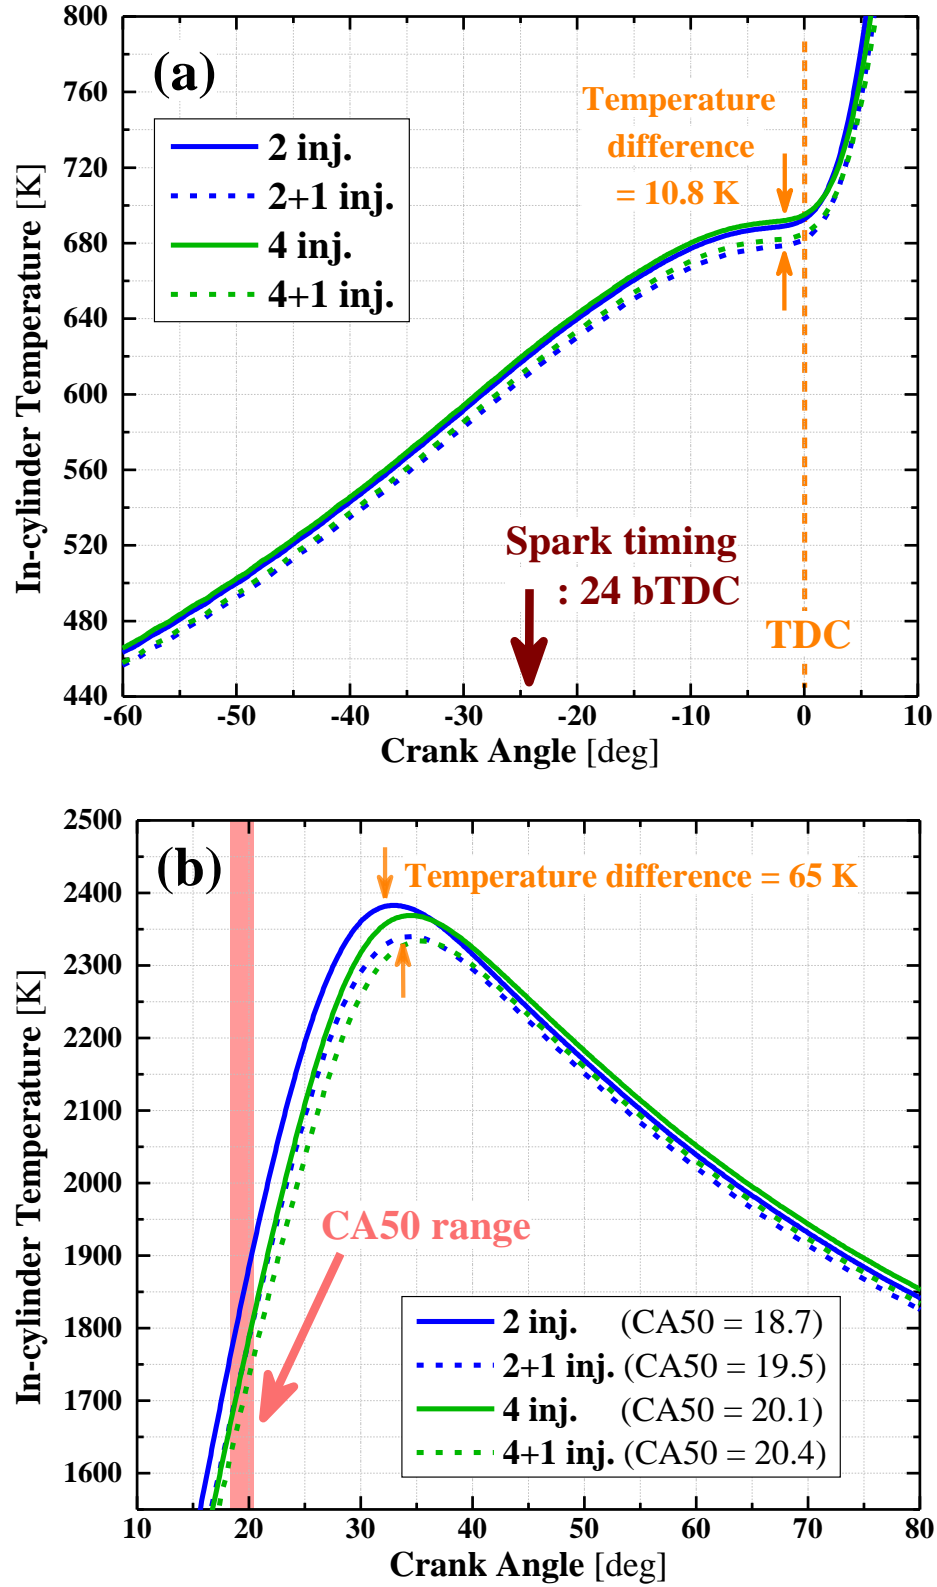 (a)
In-cylinder Temperature [K]
800
760
720
680
640
600
560
520
480
440
2 inj.
2+1 inj.
4 inj.
4+1 inj.
Temperature
difference
= 10.8 K
Spark timing
: 24 bTDC
TDC
-60 -50 -40 -30 -20 -10 0 10
Crank Angle [deg]
(b)
In-cylinder Temperature [K]
2500
2400
2300
2200
2100
2000
1900
1800
1700
1600
Temperature difference = 65 K
CA50 range
2 inj. (CA50 = 18.7)
2+1 inj. (CA50 = 19.5)
4 inj. (CA50 = 20.1)
4+1 inj. (CA50 = 20.4)
10 20 30 40 50 60 70 80
Crank Angle [deg]